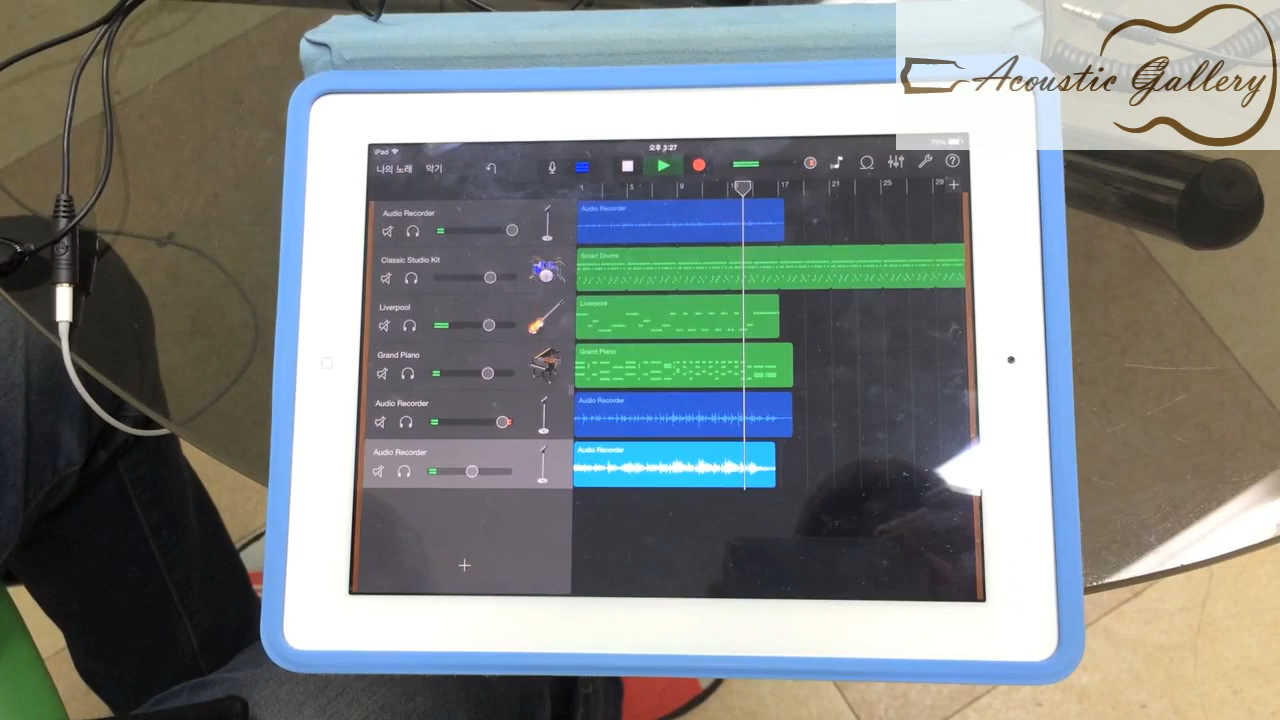 Acoustic Gallery
iPad 오후 3:27 78%
나의 노래 악기
1 5 9 13 17 21 25 29
Audio Recorder Audio Recorder
Classic Studio Kit Smart Drums
Liverpool Liverpool
Grand Piano Grand Piano
Audio Recorder Audio Recorder
Audio Recorder Audio Recorder